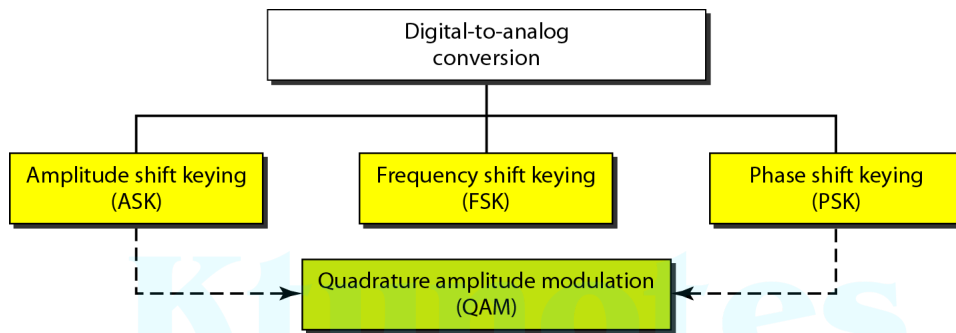 Digital-to-analog
conversion
Amplitude shift keying
(ASK)
Frequency shift keying
(FSK)
Phase shift keying
(PSK)
Quadrature amplitude modulation
(QAM)